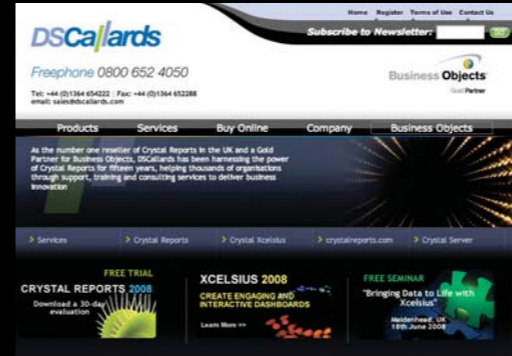 Home Register Terms of Use Contact Us
DSCallards
Subscribe to Newsletter:
Freephone 0800 652 4050
Business Objects
Gold Partner
Tel: +44 (0)1364 654222 | Fax: +44 (0)1364 652288
email: sales@dscallards.com
Products Services Buy Online Company Business Objects
As the number one reseller of Crystal Reports in the UK and a Gold
Partner for Business Objects, DSCallards has been harnessing the power
of Crystal Reports for fifteen years, helping thousands of organisations
through support, training and consulting services to deliver business
innovation
> Services > Crystal Reports > Crystal Xcelsius > crystalreports.com > Crystal Server
FREE TRIAL
CRYSTAL REPORTS 2008
Download a 30-day
evaluation
XCELSIUS 2008
CREATE ENGAGING AND
INTERACTIVE DASHBOARDS
Learn More >>
FREE SEMINAR
"Bringing Data to Life with
Xcelsius"
Maidenhead, UK
18th June 2008